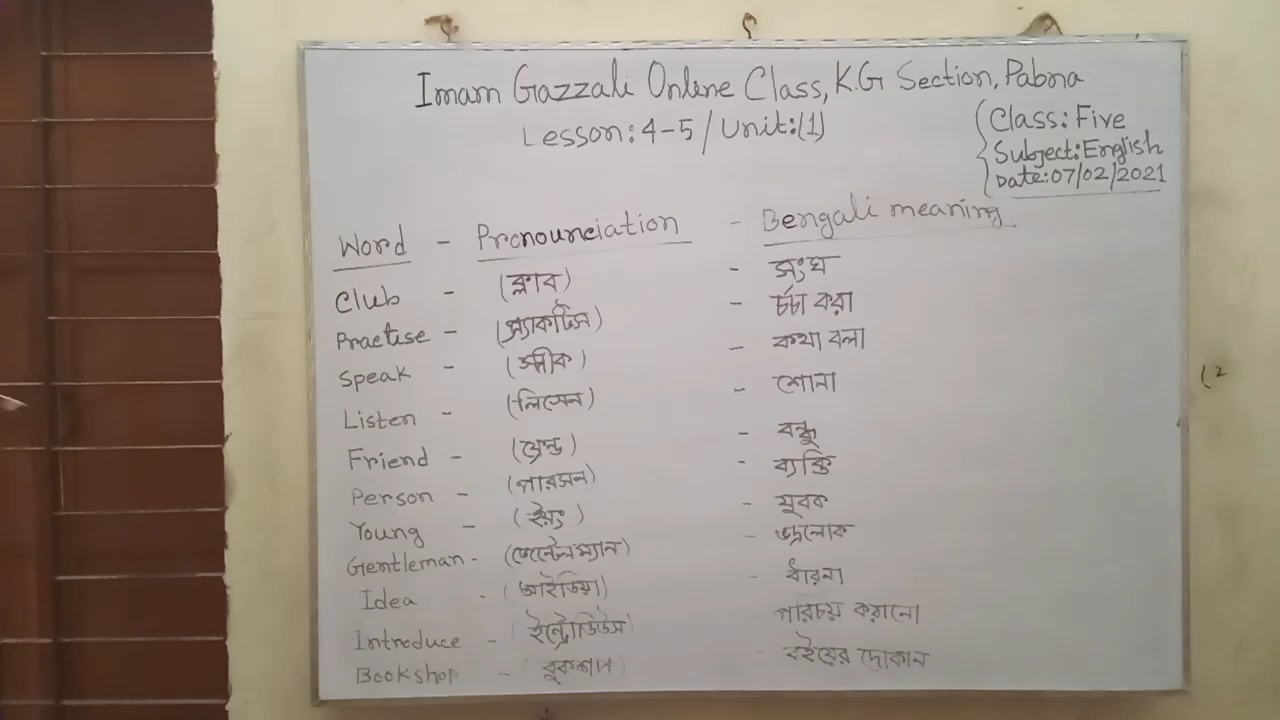 Imam Gazzali Online Class, K.G Section, Pabna
Lesson: 4-5 / Unit:(1)
Class: Five
Subject: English
Date: 07/02/2021
Word - Pronounciation - Bengali meaning
Club - (ক্লাব) - সংঘ
Practise - (প্র্যাকটিস) - চর্চা করা
Speak - (স্পীক) - কথা বলা
Listen - (লিসেন) - শোনা
Friend - (ফ্রেন্ড) - বন্ধু
Person - (পারসন) - ব্যক্তি
Young - (ইয়ং) - যুবক
Gentleman - (জেন্টেলম্যান) - ভদ্রলোক
Idea - (আইডিয়া) - ধারনা
Introduce - (ইন্ট্রোডিউস) - পরিচয় করানো
Bookshop - বুকশপ) - বইয়ের দোকান